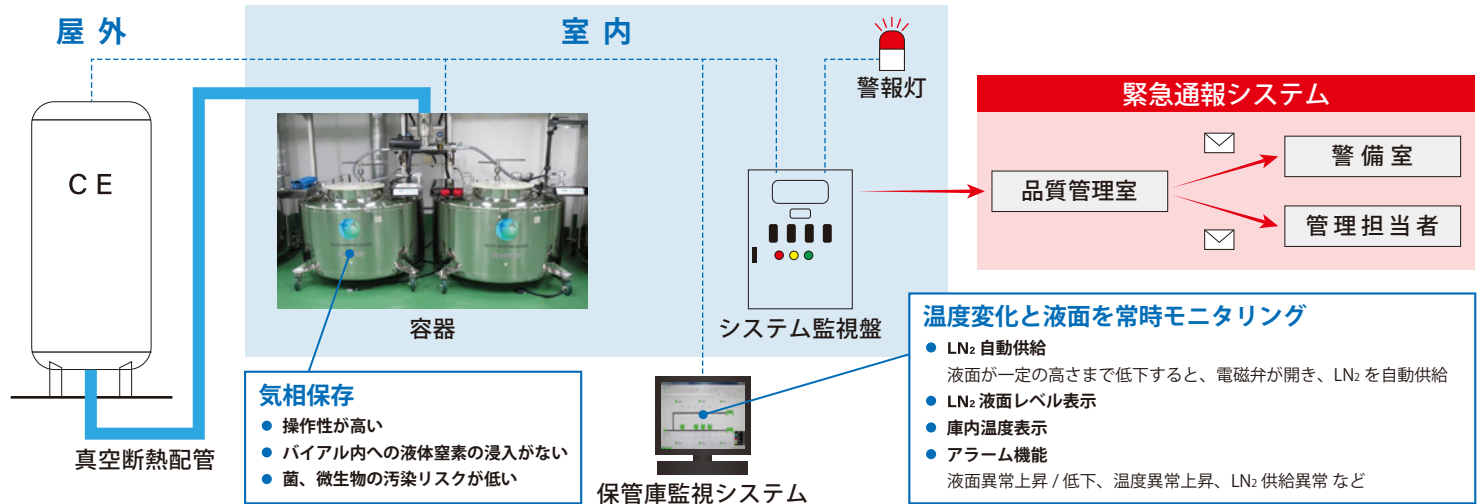 屋外
室内
警報灯
緊急通報システム
CE
警備室
品質管理室
管理担当者
容器
システム監視盤
温度変化と液面を常時モニタリング
● LN₂ 自動供給
液面が一定の高さまで低下すると、電磁弁が開き、LN₂ を自動供給
● LN₂ 液面レベル表示
● 庫内温度表示
● アラーム機能
液面異常上昇 / 低下、温度異常上昇、LN₂ 供給異常 など
気相保存
● 操作性が高い
● バイアル内への液体窒素の浸入がない
● 菌、微生物の汚染リスクが低い
真空断熱配管
保管庫監視システム